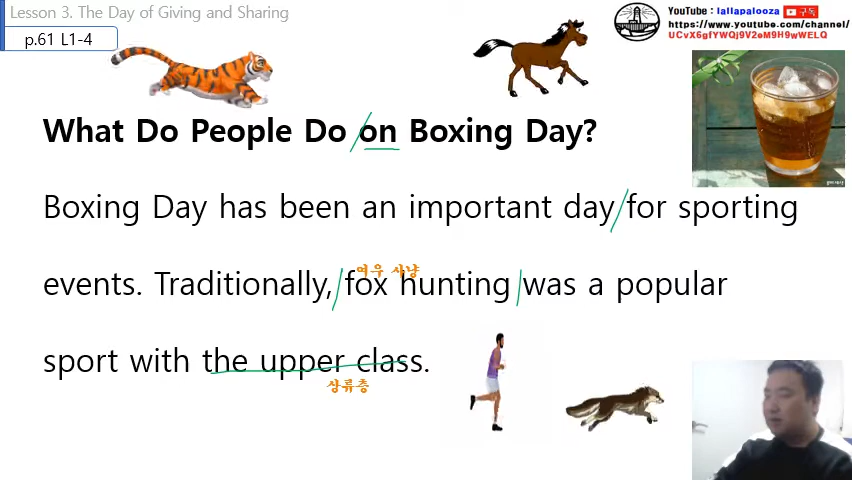 Lesson 3. The Day of Giving and Sharing
p.61 L1-4
YouTube : lallapalooza 구독
https://www.youtube.com/channel/
UCvX6gfYWQj9V2eM9H9wWELQ
What Do People Do on Boxing Day?
Boxing Day has been an important day for sporting
여우 사냥
events. Traditionally, fox hunting was a popular
sport with the upper class.
상류층